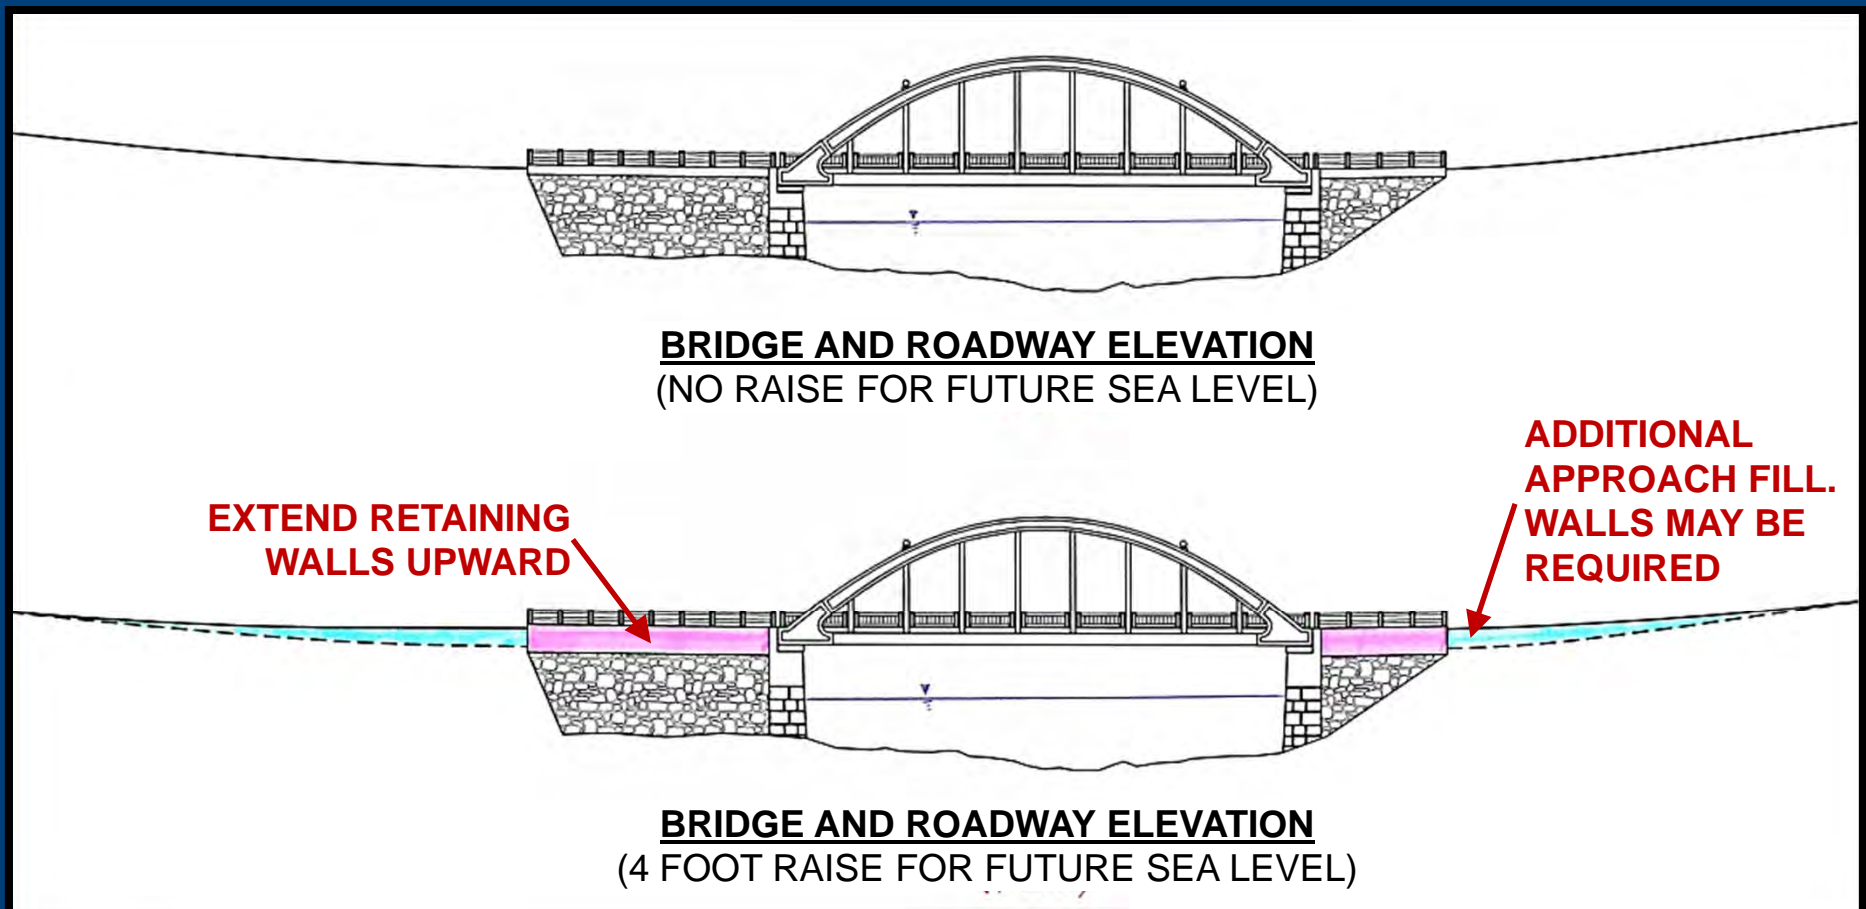 BRIDGE AND ROADWAY ELEVATION
(NO RAISE FOR FUTURE SEA LEVEL)
EXTEND RETAINING
WALLS UPWARD
ADDITIONAL
APPROACH FILL.
WALLS MAY BE
REQUIRED
BRIDGE AND ROADWAY ELEVATION
(4 FOOT RAISE FOR FUTURE SEA LEVEL)